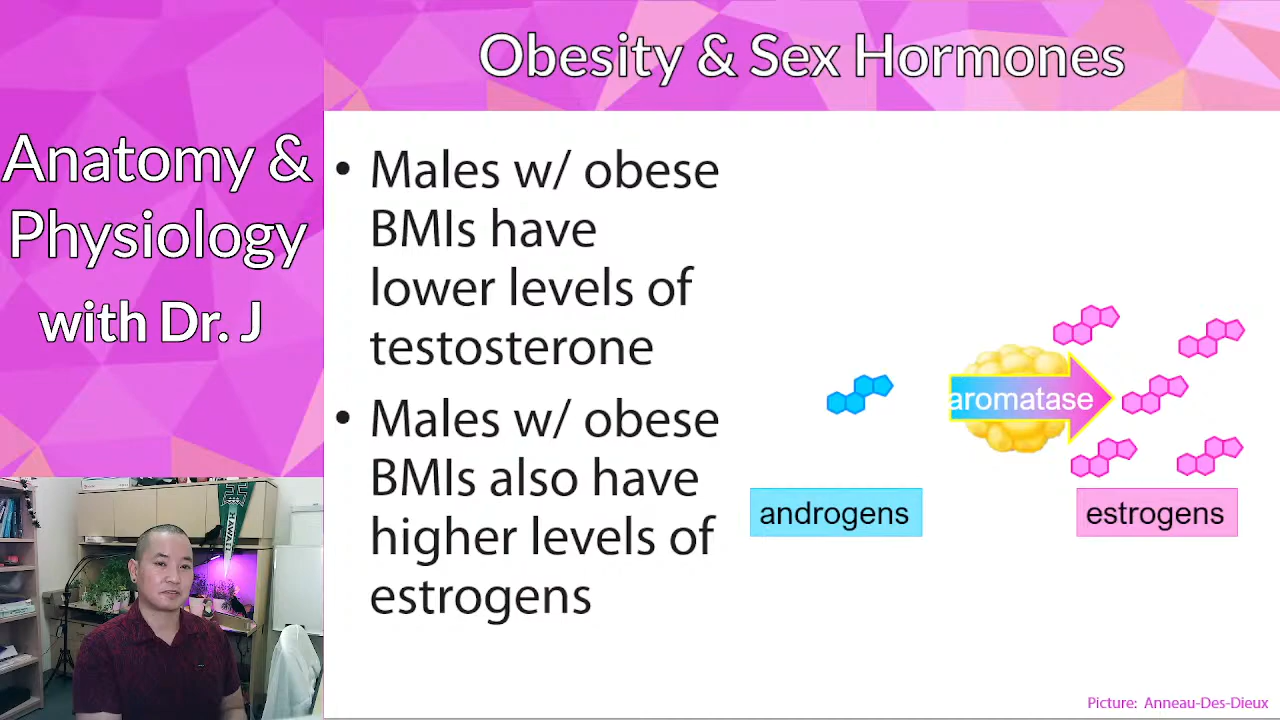 Obesity & Sex Hormones
Anatomy &
Physiology
with Dr. J
• Males w/ obese
BMIs have
lower levels of
testosterone
• Males w/ obese
BMIs also have
higher levels of
estrogens
aromatase
androgens
estrogens
HAWAII
Picture: Anneau-Des-Dieux